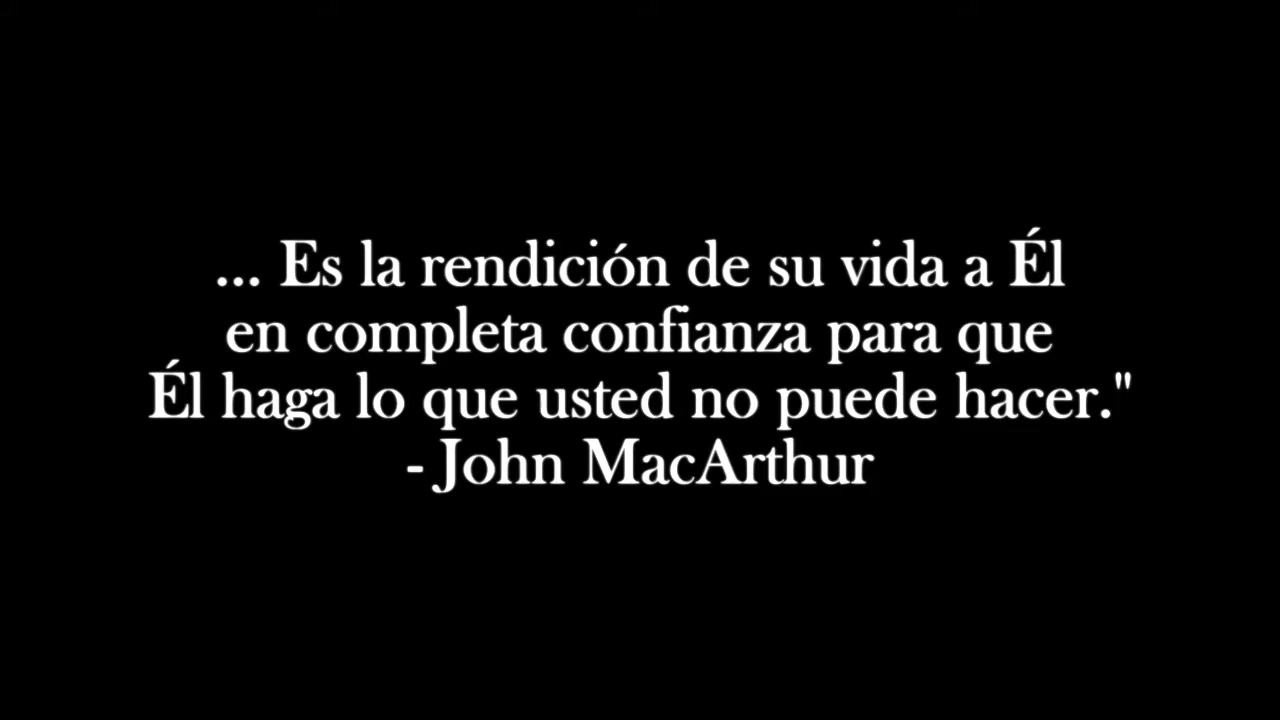 ... Es la rendición de su vida a Él
en completa confianza para que
Él haga lo que usted no puede hacer."
- John MacArthur